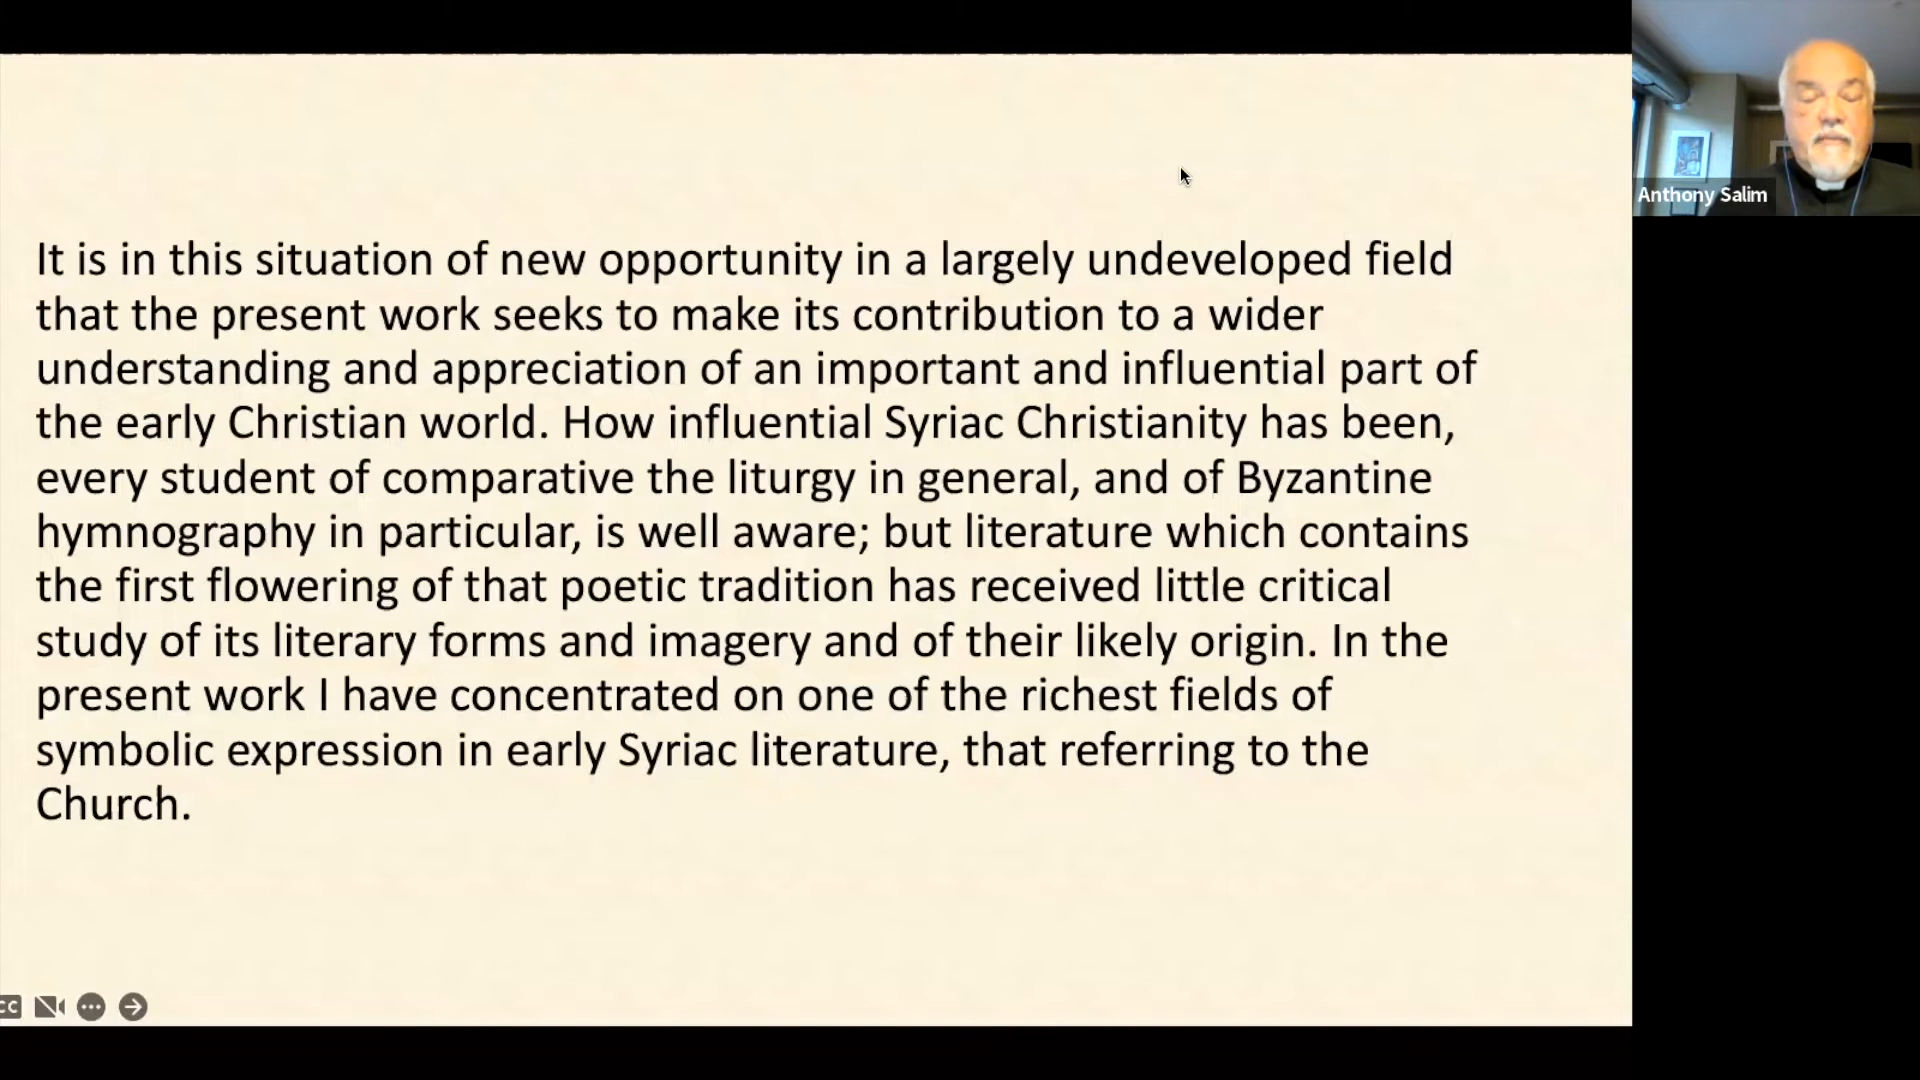 It is in this situation of new opportunity in a largely undeveloped field
that the present work seeks to make its contribution to a wider
understanding and appreciation of an important and influential part of
the early Christian world. How influential Syriac Christianity has been,
every student of comparative the liturgy in general, and of Byzantine
hymnography in particular, is well aware; but literature which contains
the first flowering of that poetic tradition has received little critical
study of its literary forms and imagery and of their likely origin. In the
present work I have concentrated on one of the richest fields of
symbolic expression in early Syriac literature, that referring to the
Church.
Anthony Salim
CC